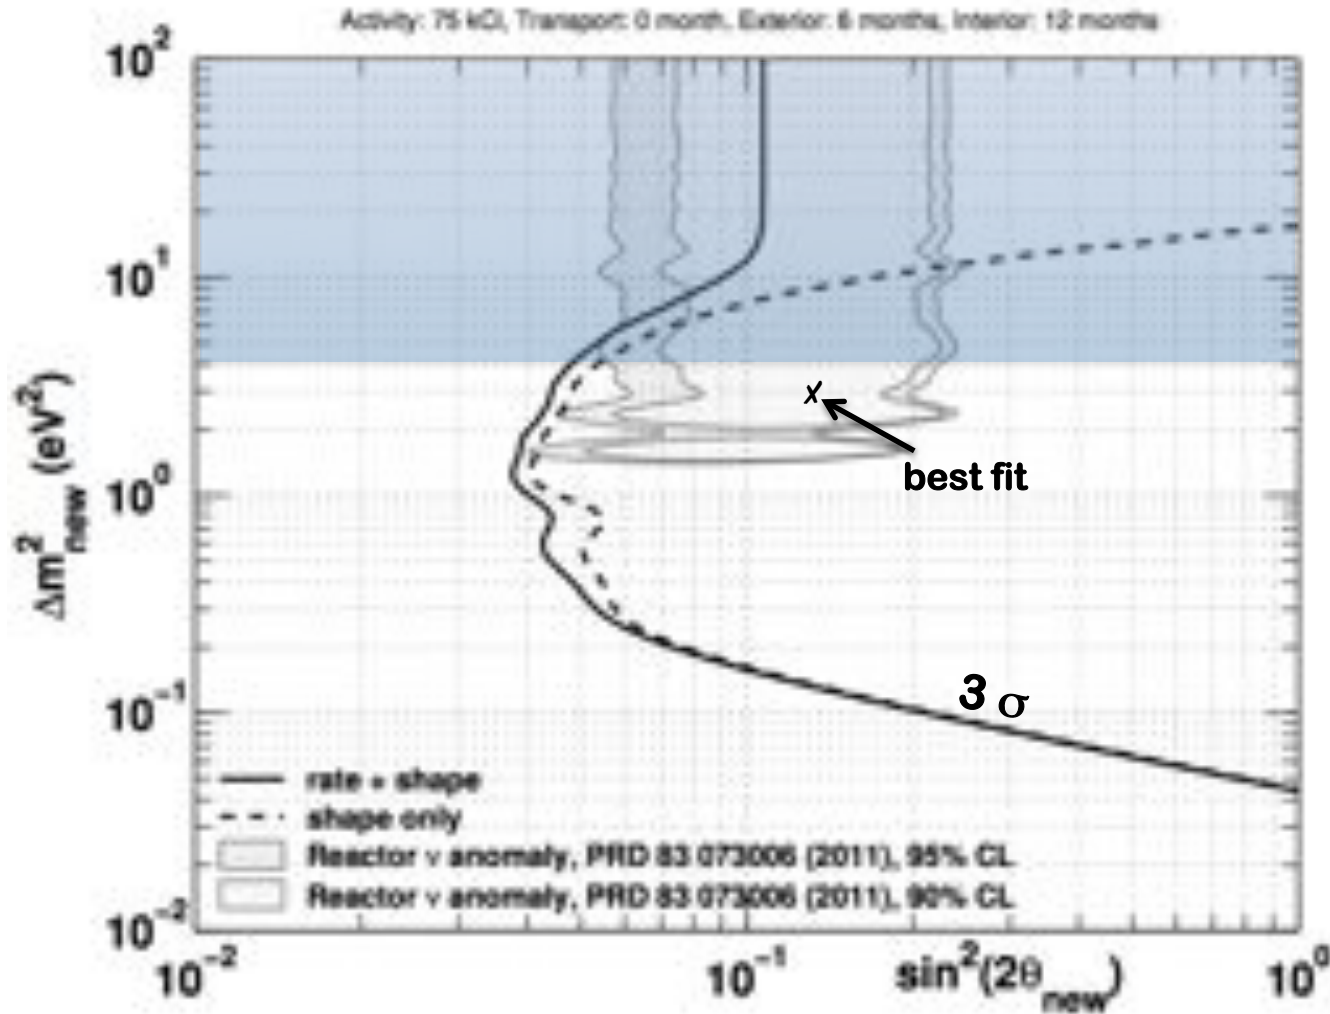 Activity: 75 kCi, Transport: 0 month, Exterior: 6 months, Interior: 12 months
10²
10¹
10⁰
10⁻¹
10⁻²
Δm²new (eV²)
x
best fit
3 σ
rate + shape
shape only
Reactor ν anomaly, PRD 83 073006 (2011), 95% CL
Reactor ν anomaly, PRD 83 073006 (2011), 90% CL
10⁻² 10⁻¹ sin²(2θnew) 10⁰